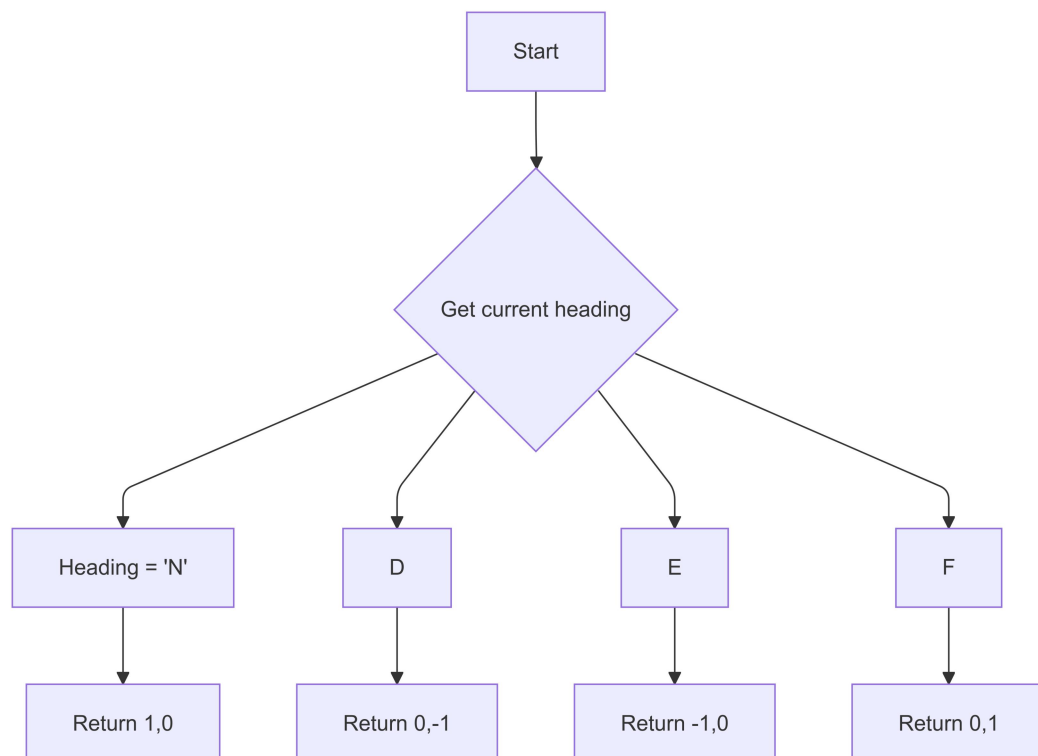 Start
Get current heading
Heading = 'N'
D
E
F
Return 1,0
Return 0,-1
Return -1,0
Return 0,1